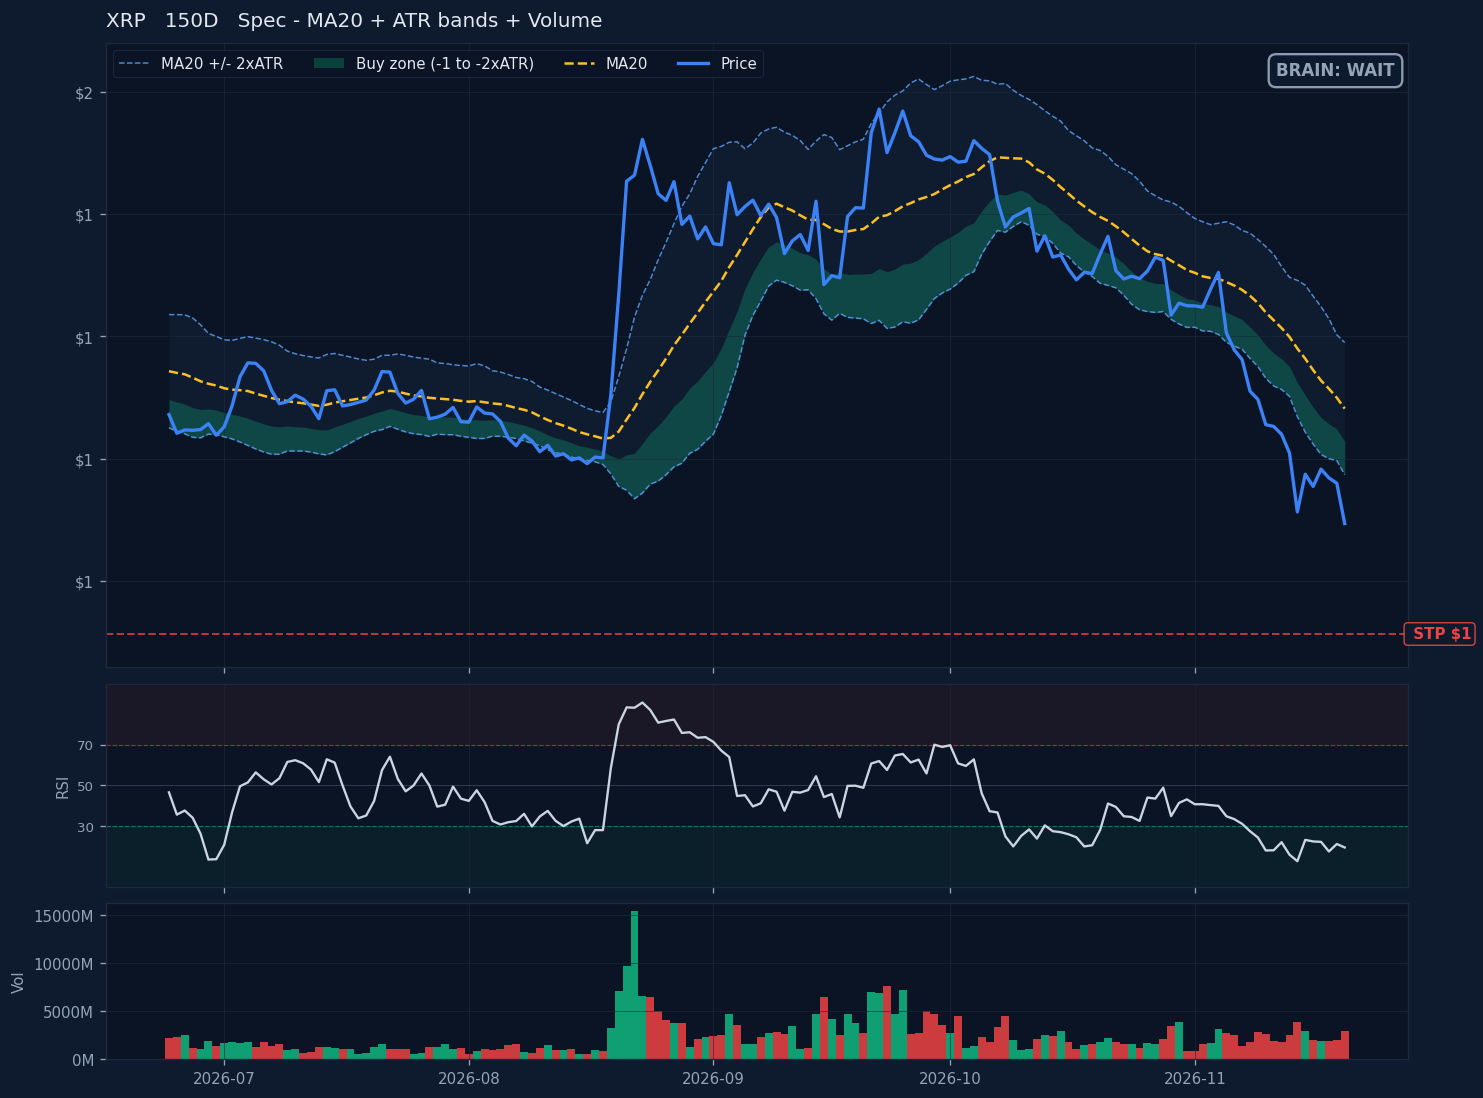 XRP   150D   Spec - MA20 + ATR bands + Volume
MA20 +/- 2xATR
Buy zone (-1 to -2xATR)
MA20
Price
BRAIN: WAIT
$2
$1
$1
$1
$1
STP $1
RSI
70
50
30
Vol
15000M
10000M
5000M
0M
2026-07
2026-08
2026-09
2026-10
2026-11